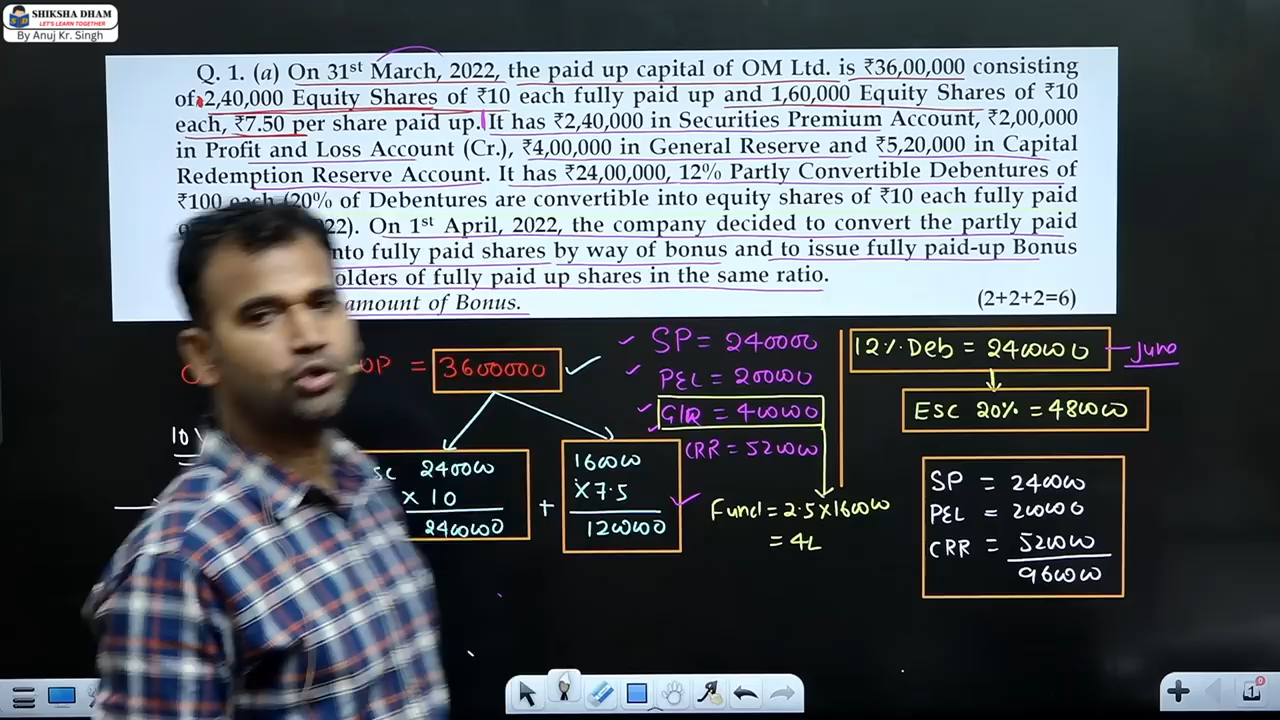 SHIKSHA DHAM
LET'S LEARN TOGETHER
By Anuj Kr. Singh
Q. 1. (a) On 31st March, 2022, the paid up capital of OM Ltd. is ₹36,00,000 consisting
of 2,40,000 Equity Shares of ₹10 each fully paid up and 1,60,000 Equity Shares of ₹10
each, ₹7.50 per share paid up. It has ₹2,40,000 in Securities Premium Account, ₹2,00,000
in Profit and Loss Account (Cr.), ₹4,00,000 in General Reserve and ₹5,20,000 in Capital
Redemption Reserve Account. It has ₹24,00,000, 12% Partly Convertible Debentures of
₹100 each (20% of Debentures are convertible into equity shares of ₹10 each fully paid
22). On 1st April, 2022, the company decided to convert the partly paid
nto fully paid shares by way of bonus and to issue fully paid-up Bonus
olders of fully paid up shares in the same ratio.
amount of Bonus. (2+2+2=6)
UP = 3600000
SP = 240000
P&L = 200000
G/R = 400000
CRR = 520000
12% Deb = 2400000 June
ESC 20% = 480000
10
SC 240000
× 10
2400000
+
160000
×7.5
1200000
Fund = 2.5×160000
= 4L
SP = 240000
P&L = 200000
CRR = 520000
960000
1